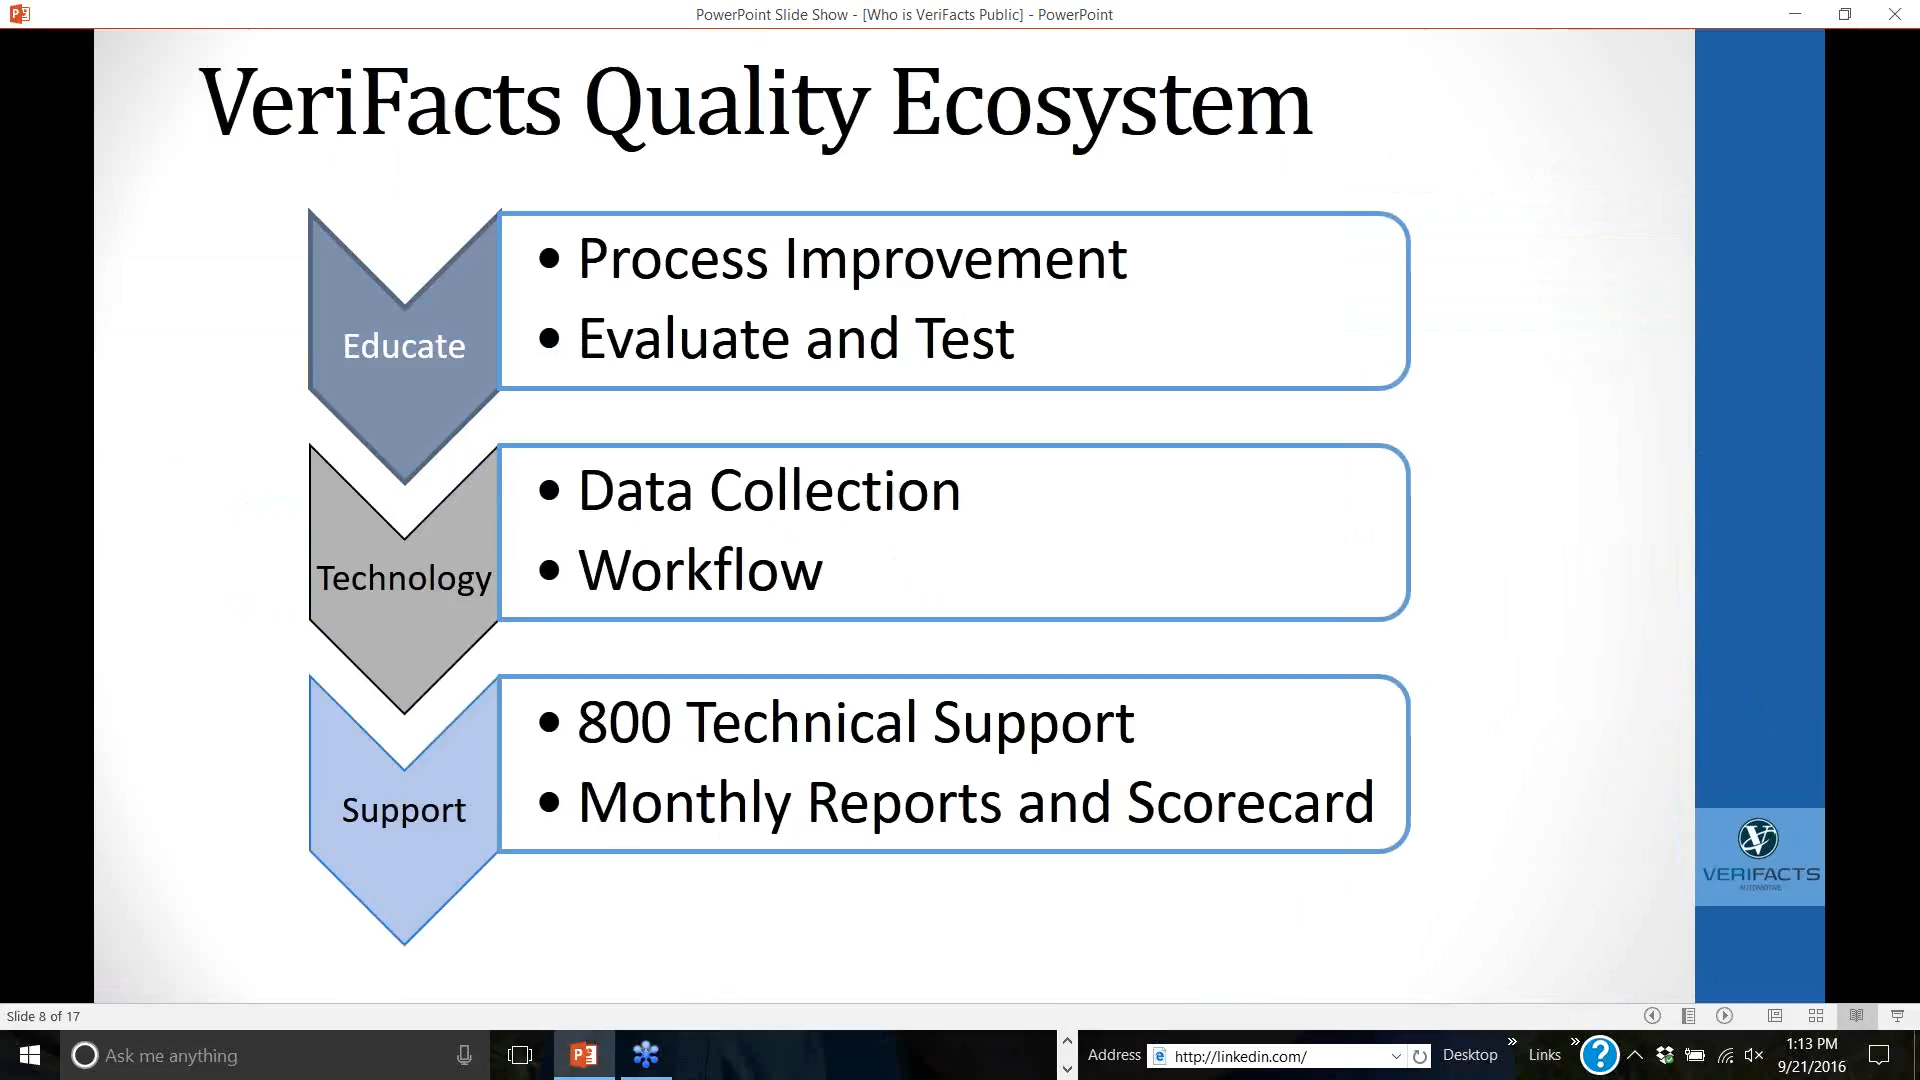 PowerPoint Slide Show - [Who is VeriFacts Public] - PowerPoint
VeriFacts Quality Ecosystem
Educate
• Process Improvement
• Evaluate and Test
Technology
• Data Collection
• Workflow
Support
• 800 Technical Support
• Monthly Reports and Scorecard
VERIFACTS
AUTOMOTIVE
Slide 8 of 17
Ask me anything
Address
http://linkedin.com/
Desktop
Links
1:13 PM
9/21/2016